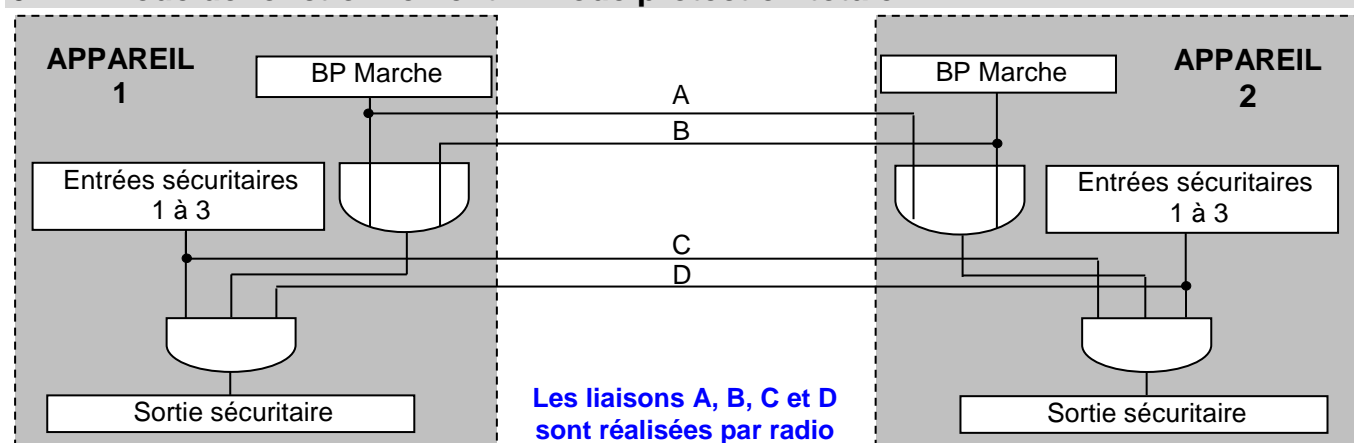 APPAREIL
1
BP Marche
BP Marche
APPAREIL
2
A
B
Entrées sécuritaires
1 à 3
Entrées sécuritaires
1 à 3
C
D
Sortie sécuritaire
Les liaisons A, B, C et D
sont réalisées par radio
Sortie sécuritaire